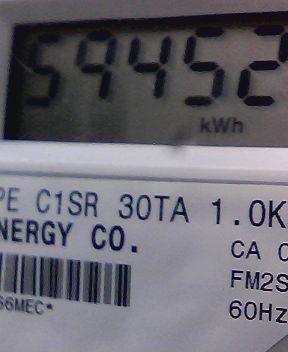 59452
kWh
PE C1SR 30TA 1.0K
NERGY CO.
CA
FM2S
60Hz
66MEC*